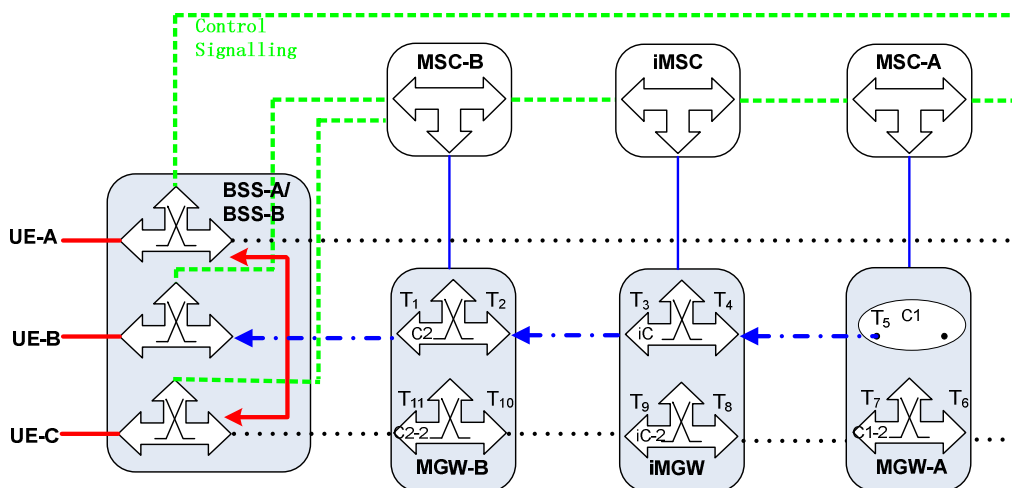 Control
Signalling
MSC-B
iMSC
MSC-A
BSS-A/
BSS-B
UE-A
T1
T2
T3
T4
T5
C1
C2
iC
UE-B
T11
T10
T9
T8
T7
T6
UE-C
C2-2
iC-2
C1-2
MGW-B
iMGW
MGW-A